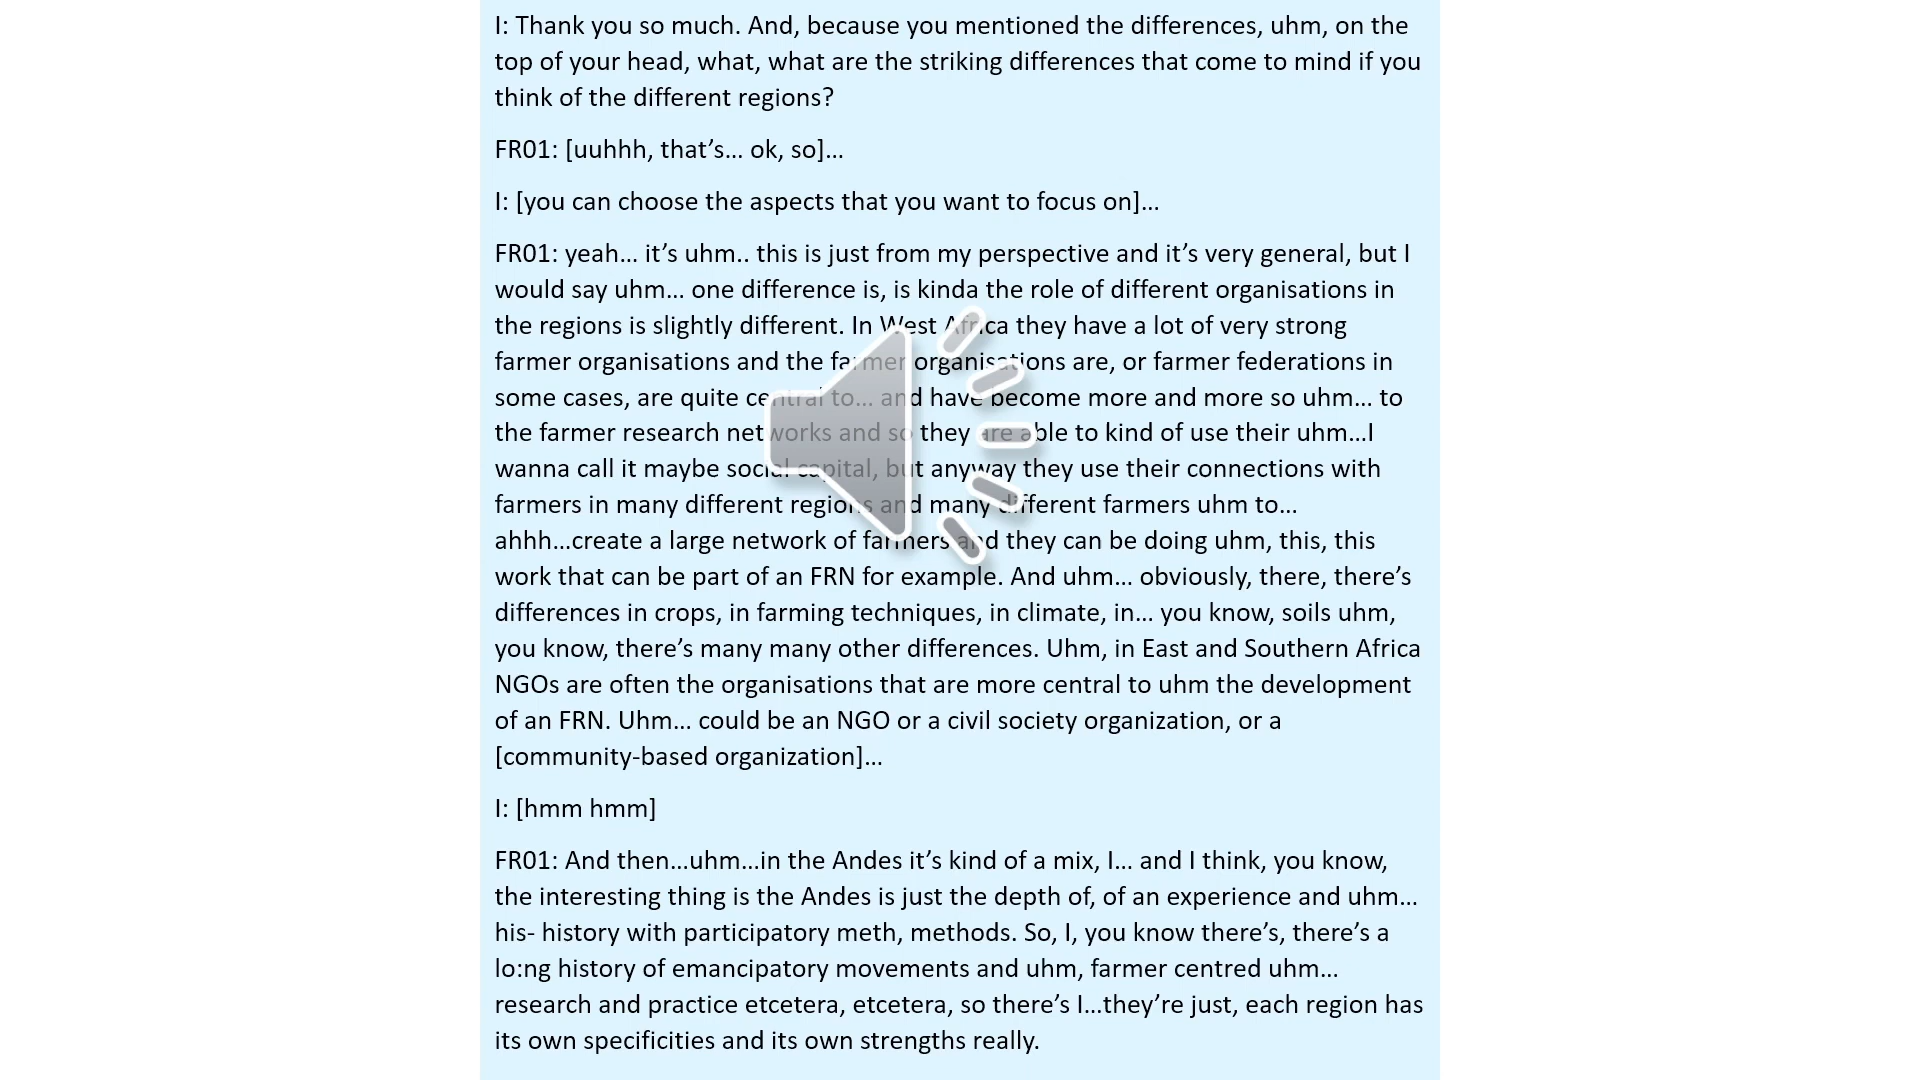 I: Thank you so much. And, because you mentioned the differences, uhm, on the
top of your head, what, what are the striking differences that come to mind if you
think of the different regions?
FR01: [uuhhh, that’s… ok, so]…
I: [you can choose the aspects that you want to focus on]…
FR01: yeah… it’s uhm.. this is just from my perspective and it’s very general, but I
would say uhm… one difference is, is kinda the role of different organisations in
the regions is slightly different. In West Africa they have a lot of very strong
farmer organisations and the farmer organisations are, or farmer federations in
some cases, are quite central to… and have become more and more so uhm… to
the farmer research networks and so they are able to kind of use their uhm…I
wanna call it maybe social capital, but anyway they use their connections with
farmers in many different regions and many different farmers uhm to…
ahhh…create a large network of farmers and they can be doing uhm, this, this
work that can be part of an FRN for example. And uhm… obviously, there, there’s
differences in crops, in farming techniques, in climate, in… you know, soils uhm,
you know, there’s many many other differences. Uhm, in East and Southern Africa
NGOs are often the organisations that are more central to uhm the development
of an FRN. Uhm… could be an NGO or a civil society organization, or a
[community-based organization]…
I: [hmm hmm]
FR01: And then…uhm…in the Andes it’s kind of a mix, I… and I think, you know,
the interesting thing is the Andes is just the depth of, of an experience and uhm…
his- history with participatory meth, methods. So, I, you know there’s, there’s a
lo:ng history of emancipatory movements and uhm, farmer centred uhm…
research and practice etcetera, etcetera, so there’s I…they’re just, each region has
its own specificities and its own strengths really.